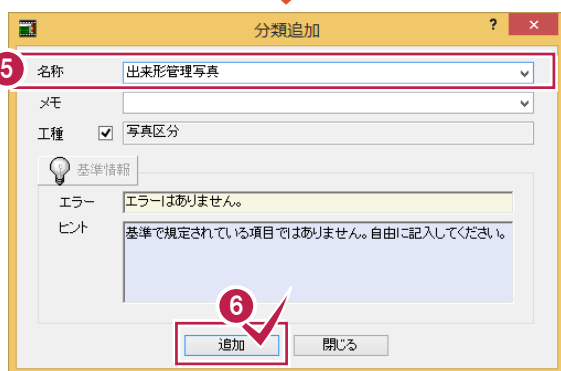 分類追加
? ×
5
名称 出来形管理写真
メモ
工種 写真区分
基準情報
エラー エラーはありません。
ヒント 基準で規定されている項目ではありません。自由に記入してください。
6
追加 閉じる